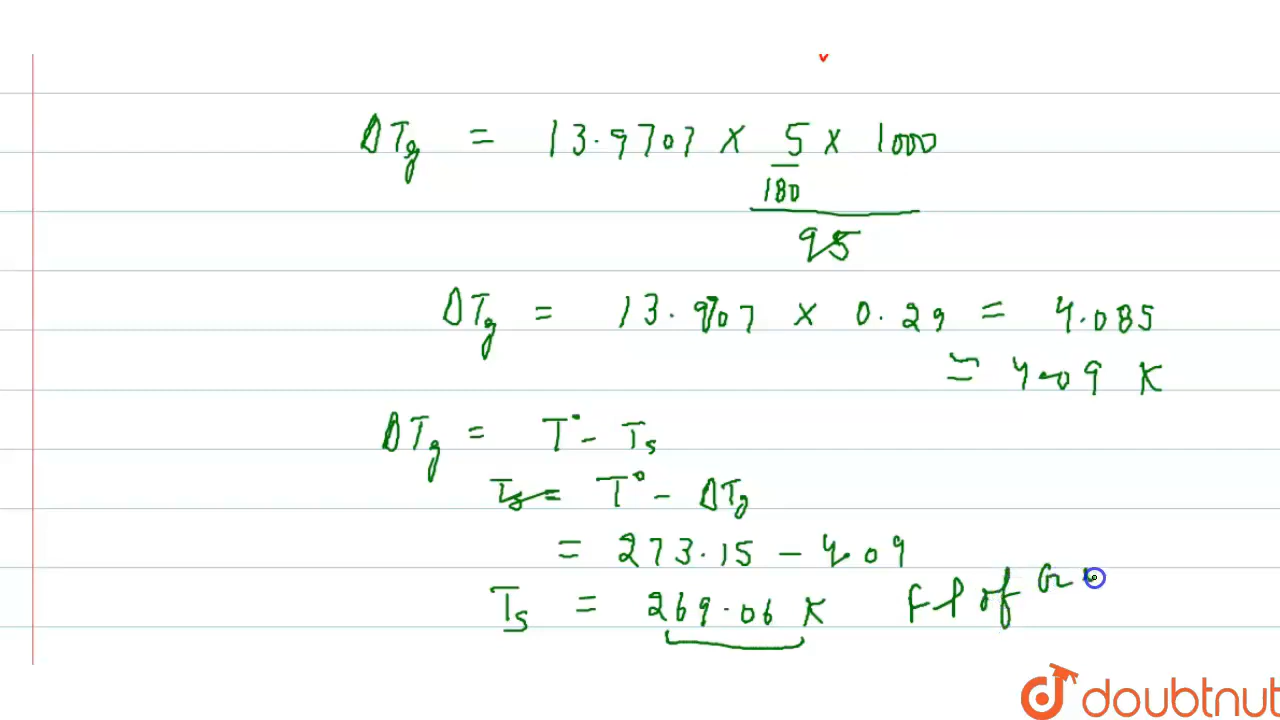 ΔTf = 13.9707 × 5 × 1000
180
95
ΔTf = 13.9707 × 0.29 = 4.085
≃ 4.09 K
ΔTf = T° - Ts
Ts = T° - ΔTf
= 273.15 - 4.09
Ts = 269.06 K F P of
doubtnut